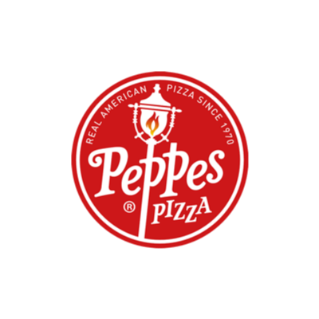 REAL AMERICAN PIZZA SINCE 1970
Peppes
® PIZZA